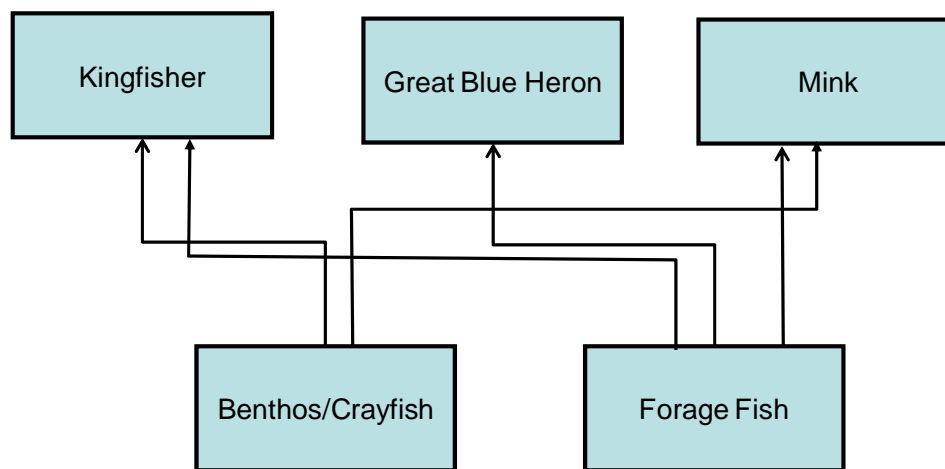 Kingfisher
Great Blue Heron
Mink
Benthos/Crayfish
Forage Fish